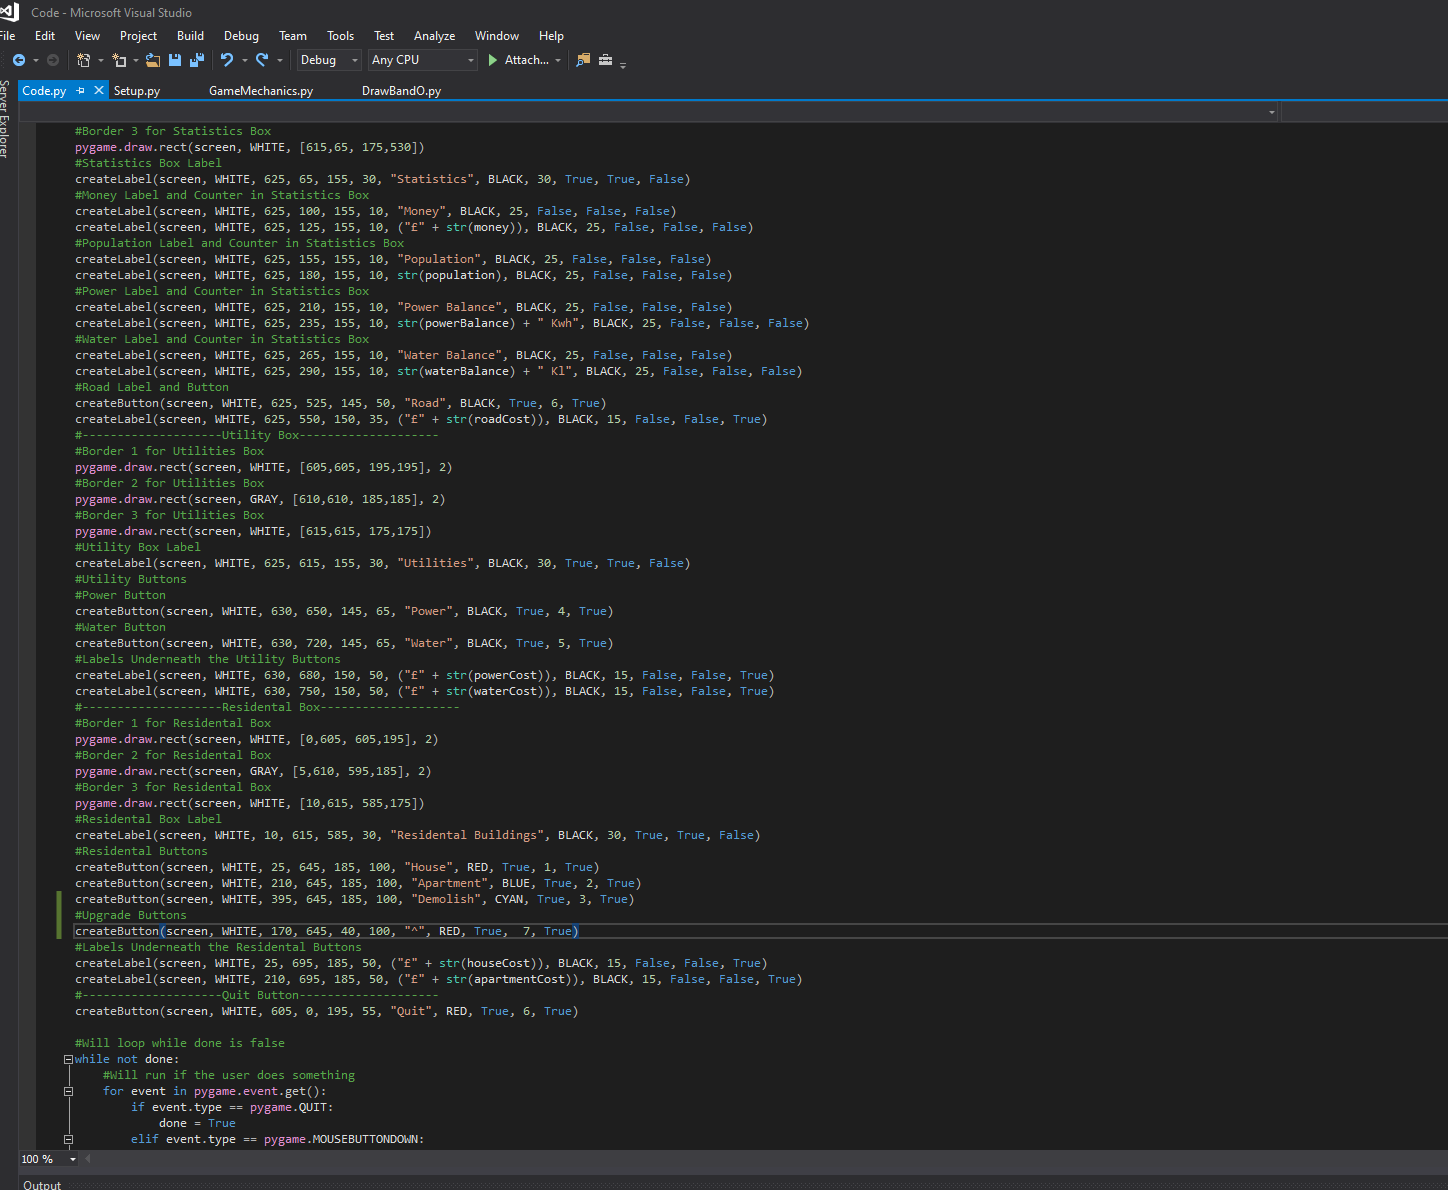 Code - Microsoft Visual Studio
File Edit View Project Build Debug Team Tools Test Analyze Window Help
Debug Any CPU Attach...
Server Explorer
Code.py Setup.py GameMechanics.py DrawBandO.py
#Border 3 for Statistics Box
pygame.draw.rect(screen, WHITE, [615,65, 175,530])
#Statistics Box Label
createLabel(screen, WHITE, 625, 65, 155, 30, "Statistics", BLACK, 30, True, True, False)
#Money Label and Counter in Statistics Box
createLabel(screen, WHITE, 625, 100, 155, 10, "Money", BLACK, 25, False, False, False)
createLabel(screen, WHITE, 625, 125, 155, 10, ("£" + str(money)), BLACK, 25, False, False, False)
#Population Label and Counter in Statistics Box
createLabel(screen, WHITE, 625, 155, 155, 10, "Population", BLACK, 25, False, False, False)
createLabel(screen, WHITE, 625, 180, 155, 10, str(population), BLACK, 25, False, False, False)
#Power Label and Counter in Statistics Box
createLabel(screen, WHITE, 625, 210, 155, 10, "Power Balance", BLACK, 25, False, False, False)
createLabel(screen, WHITE, 625, 235, 155, 10, str(powerBalance) + " Kwh", BLACK, 25, False, False, False)
#Water Label and Counter in Statistics Box
createLabel(screen, WHITE, 625, 265, 155, 10, "Water Balance", BLACK, 25, False, False, False)
createLabel(screen, WHITE, 625, 290, 155, 10, str(waterBalance) + " Kl", BLACK, 25, False, False, False)
#Road Label and Button
createButton(screen, WHITE, 625, 525, 145, 50, "Road", BLACK, True, 6, True)
createLabel(screen, WHITE, 625, 550, 150, 35, ("£" + str(roadCost)), BLACK, 15, False, False, True)
#--------------------Utility Box--------------------
#Border 1 for Utilities Box
pygame.draw.rect(screen, WHITE, [605,605, 195,195], 2)
#Border 2 for Utilities Box
pygame.draw.rect(screen, GRAY, [610,610, 185,185], 2)
#Border 3 for Utilities Box
pygame.draw.rect(screen, WHITE, [615,615, 175,175])
#Utility Box Label
createLabel(screen, WHITE, 625, 615, 155, 30, "Utilities", BLACK, 30, True, True, False)
#Utility Buttons
#Power Button
createButton(screen, WHITE, 630, 650, 145, 65, "Power", BLACK, True, 4, True)
#Water Button
createButton(screen, WHITE, 630, 720, 145, 65, "Water", BLACK, True, 5, True)
#Labels Underneath the Utility Buttons
createLabel(screen, WHITE, 630, 680, 150, 50, ("£" + str(powerCost)), BLACK, 15, False, False, True)
createLabel(screen, WHITE, 630, 750, 150, 50, ("£" + str(waterCost)), BLACK, 15, False, False, True)
#--------------------Residental Box--------------------
#Border 1 for Residental Box
pygame.draw.rect(screen, WHITE, [0,605, 605,195], 2)
#Border 2 for Residental Box
pygame.draw.rect(screen, GRAY, [5,610, 595,185], 2)
#Border 3 for Residental Box
pygame.draw.rect(screen, WHITE, [10,615, 585,175])
#Residental Box Label
createLabel(screen, WHITE, 10, 615, 585, 30, "Residental Buildings", BLACK, 30, True, True, False)
#Residental Buttons
createButton(screen, WHITE, 25, 645, 185, 100, "House", RED, True, 1, True)
createButton(screen, WHITE, 210, 645, 185, 100, "Apartment", BLUE, True, 2, True)
createButton(screen, WHITE, 395, 645, 185, 100, "Demolish", CYAN, True, 3, True)
#Upgrade Buttons
createButton(screen, WHITE, 170, 645, 40, 100, "^", RED, True,  7, True)
#Labels Underneath the Residental Buttons
createLabel(screen, WHITE, 25, 695, 185, 50, ("£" + str(houseCost)), BLACK, 15, False, False, True)
createLabel(screen, WHITE, 210, 695, 185, 50, ("£" + str(apartmentCost)), BLACK, 15, False, False, True)
#--------------------Quit Button--------------------
createButton(screen, WHITE, 605, 0, 195, 55, "Quit", RED, True, 6, True)
#Will loop while done is false
while not done:
#Will run if the user does something
for event in pygame.event.get():
if event.type == pygame.QUIT:
done = True
elif event.type == pygame.MOUSEBUTTONDOWN:
100 %
Output